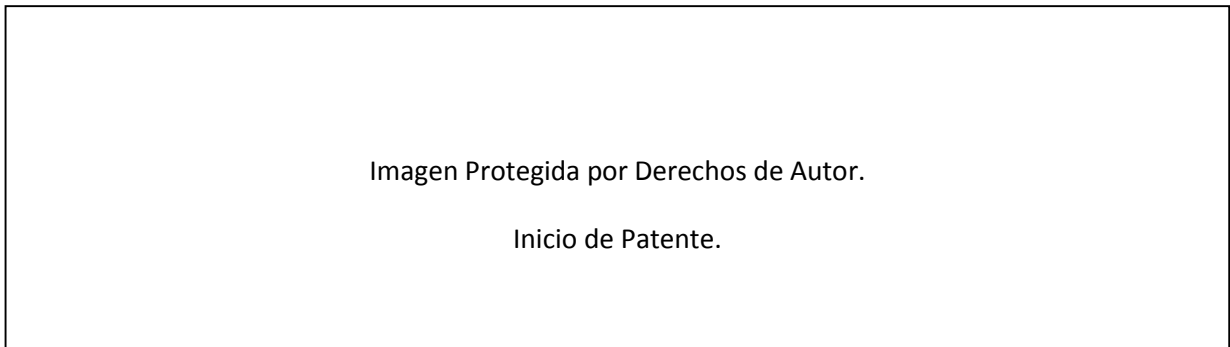 Imagen Protegida por Derechos de Autor.
Inicio de Patente.